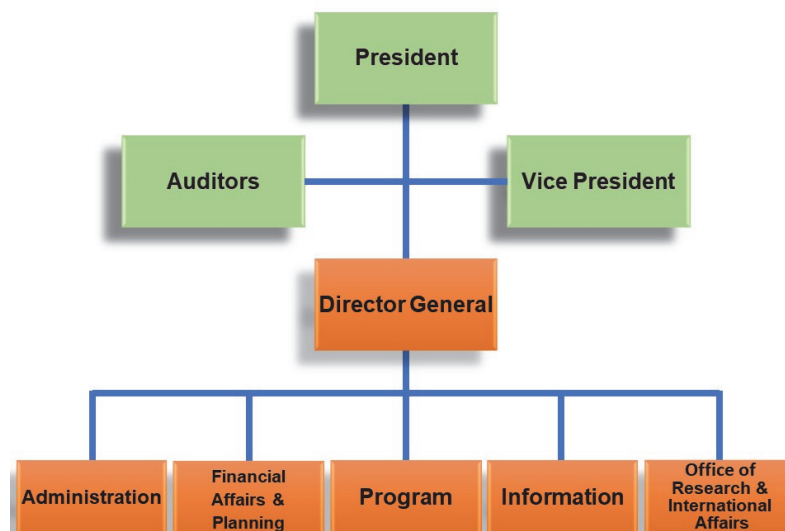 President
Auditors
Vice President
Director General
Administration
Financial
Affairs &
Planning
Program
Information
Office of
Research &
International
Affairs